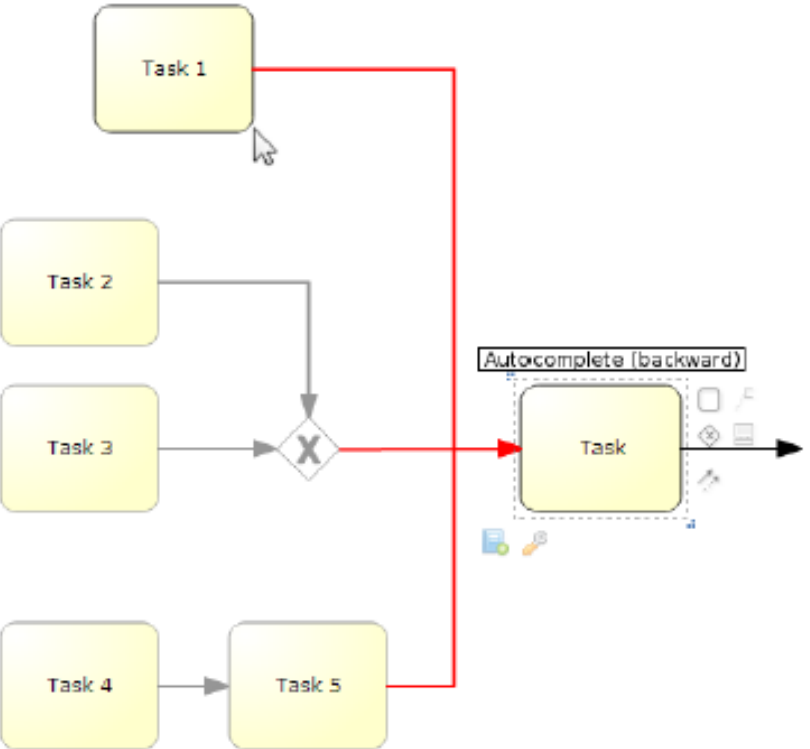 Task 1
Task 2
Autocomplete (backward)
Task 3
X
Task
Task 4
Task 5